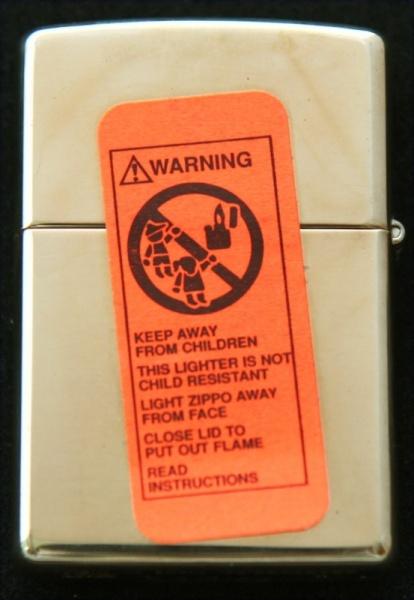 WARNING
KEEP AWAY
FROM CHILDREN
THIS LIGHTER IS NOT
CHILD RESISTANT
LIGHT ZIPPO AWAY
FROM FACE
CLOSE LID TO
PUT OUT FLAME
READ
INSTRUCTIONS